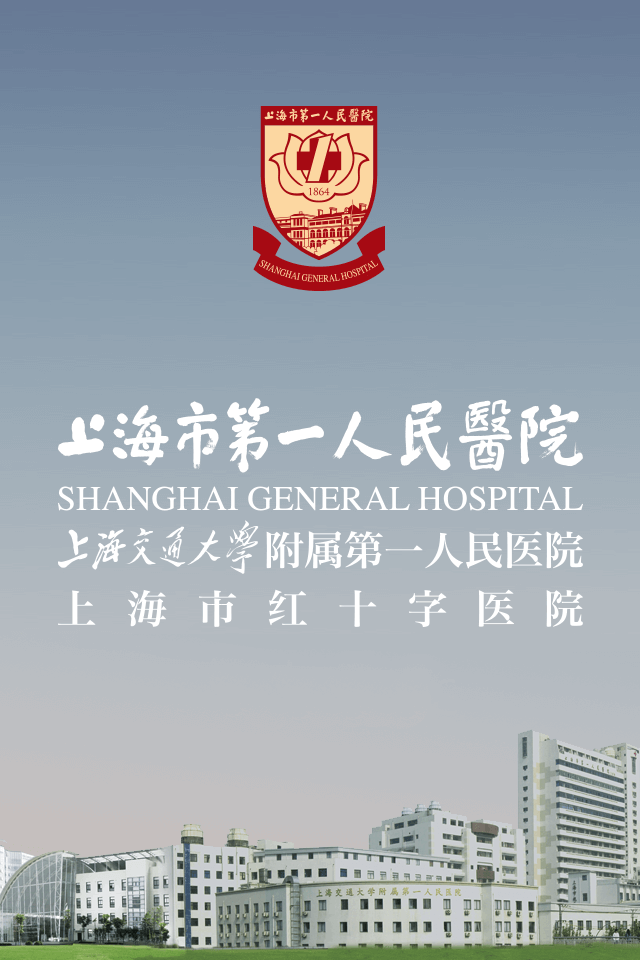 上海市第一人民醫院
1864
SHANGHAI GENERAL HOSPITAL
上海市第一人民醫院
SHANGHAI GENERAL HOSPITAL
上海交通大學附属第一人民医院
上海市红十字医院
上海交通大学附属第一人民医院